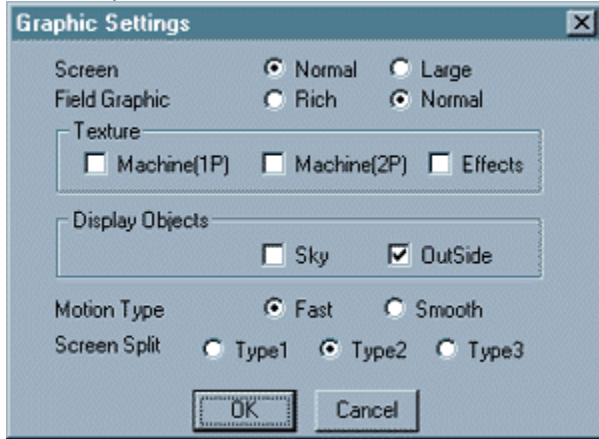 Graphic Settings
Screen Normal Large
Field Graphic Rich Normal
Texture
Machine(1P) Machine(2P) Effects
Display Objects
Sky OutSide
Motion Type Fast Smooth
Screen Split Type1 Type2 Type3
OK Cancel